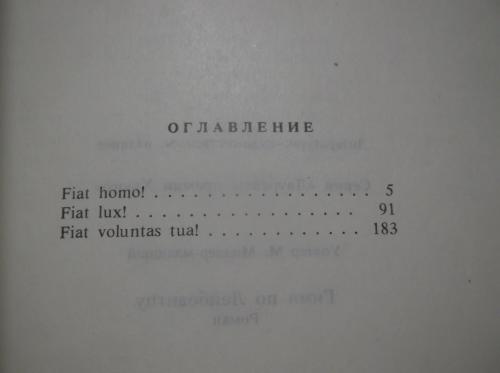 ОГЛАВЛЕНИЕ
Fiat homo! . . . . . . . . . . . . . . . . . . 5
Fiat lux! . . . . . . . . . . . . . . . . . . 91
Fiat voluntas tua! . . . . . . . . . . . . . 183